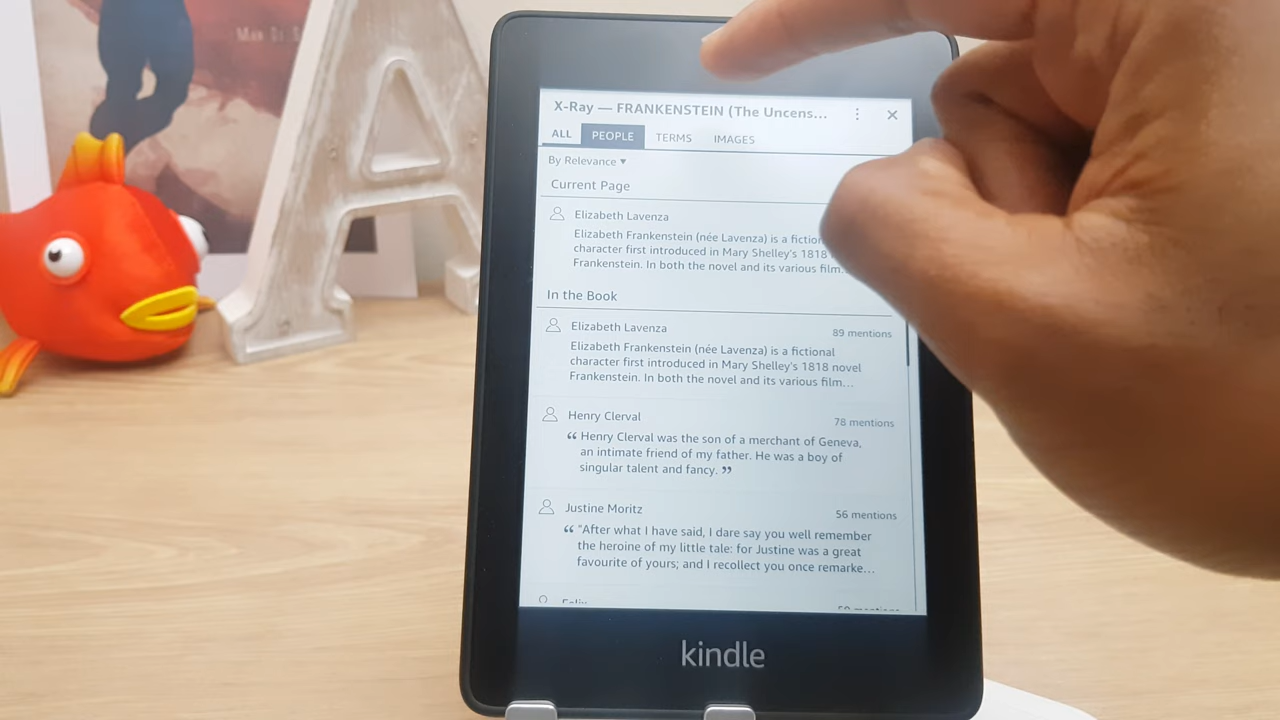 X-Ray — FRANKENSTEIN (The Uncens...
ALL PEOPLE TERMS IMAGES
By Relevance ▾
Current Page
Elizabeth Lavenza
Elizabeth Frankenstein (née Lavenza) is a
character first introduced in Mary Shelley's 1818
Frankenstein. In both the novel and its various film...
In the Book
Elizabeth Lavenza 89 mentions
Elizabeth Frankenstein (née Lavenza) is a fictional
character first introduced in Mary Shelley's 1818 novel
Frankenstein. In both the novel and its various film...
Henry Clerval 78 mentions
“ Henry Clerval was the son of a merchant of Geneva,
an intimate friend of my father. He was a boy of
singular talent and fancy. ”
Justine Moritz 56 mentions
“ "After what I have said, I dare say you well remember
the heroine of my little tale: for Justine was a great
favourite of yours; and I recollect you once remarke...
kindle
A